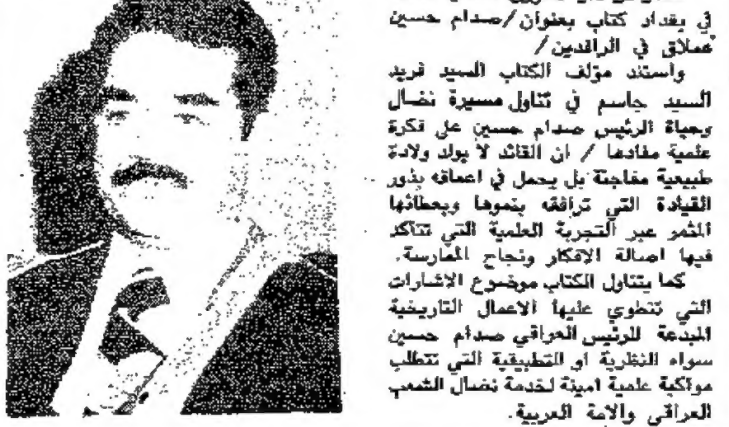 في بغداد كتاب بعنوان /صدام حسين
عملاق في الرافدين/
واستند مؤلف الكتاب السيد فريد
السيد جاسم في تناول مسيرة نضال
وحياة الرئيس صدام حسين على فكرة
علمية مفادها / ان القائد لا يولد ولادة
طبيعية مفاجئة بل يحمل في اعماقه بذور
القيادة التي ترافقه بنموها وبعطائها
المثمر عبر التجربة العلمية التي تتأكد
فيها اصالة الافكار ونجاح الممارسة.
كما يتناول الكتاب موضوع الاشارات
التي تنطوي عليها الاعمال التاريخية
المبدعة للرئيس العراقي صدام حسين
سواء النظرية او التطبيقية التي تتطلب
مواكبة علمية امينة لخدمة نضال الشعب
العراقي والامة العربية.